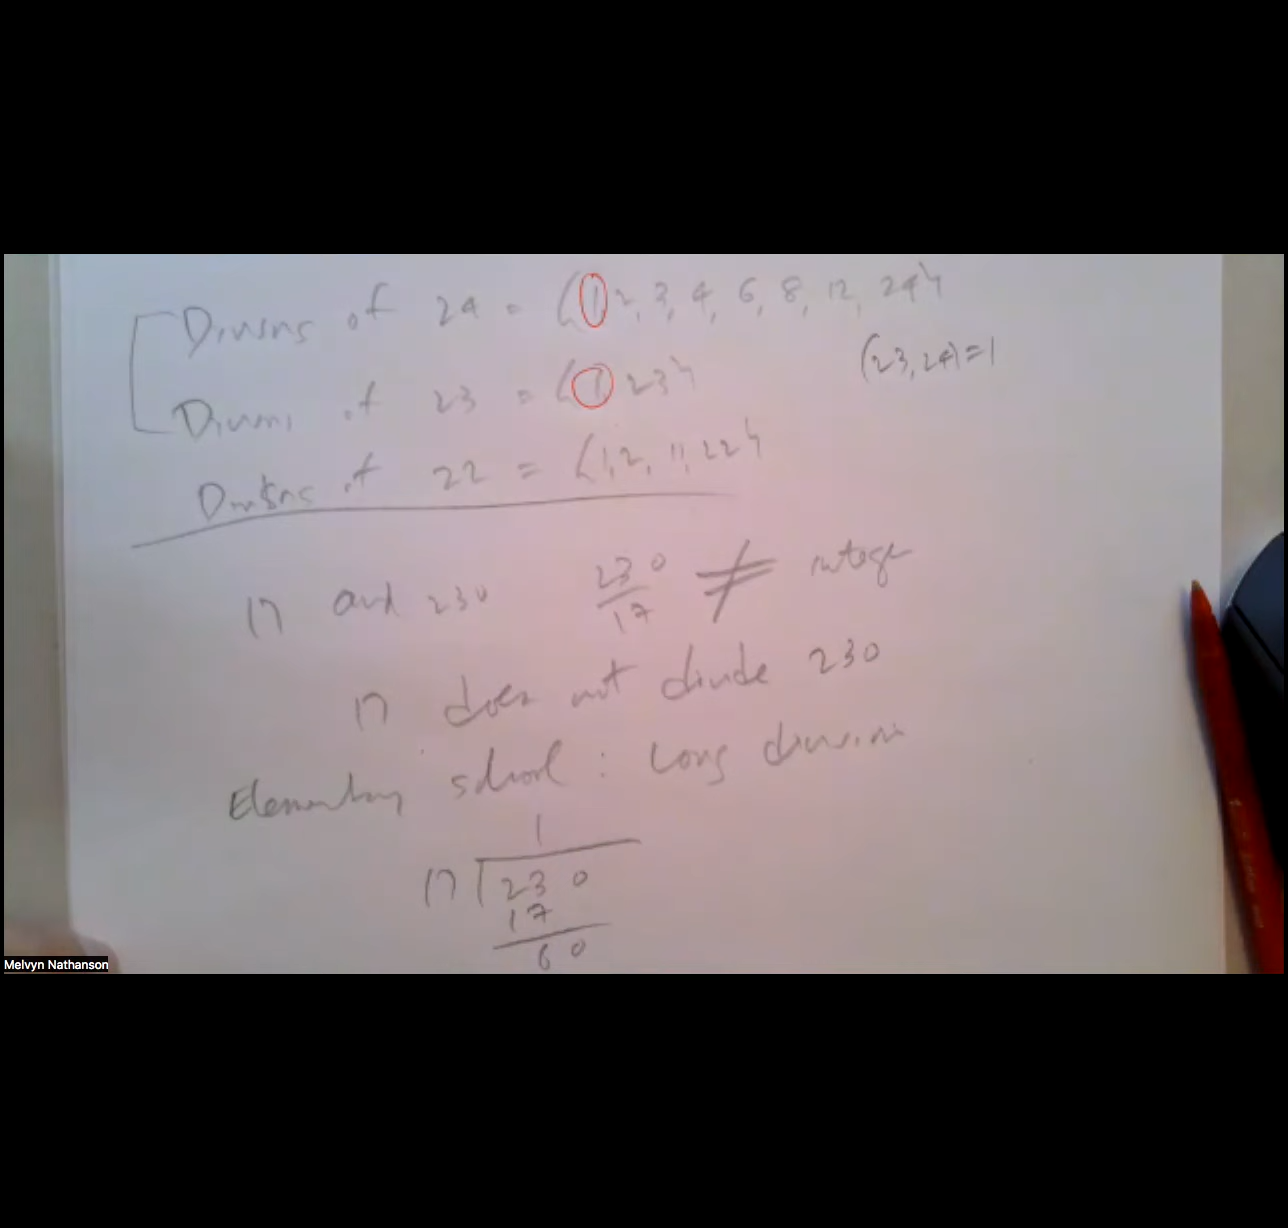 Divisors of 24 = {1, 2, 3, 4, 6, 8, 12, 24}
(23, 24) = 1
Divisors of 23 = {1, 23}
Divisors of 22 = {1, 2, 11, 22}
17 and 230 230/17 ≠ integer
17 does not divide 230
Elementary school : Long division
1
17 230
17
60
Melvyn Nathanson